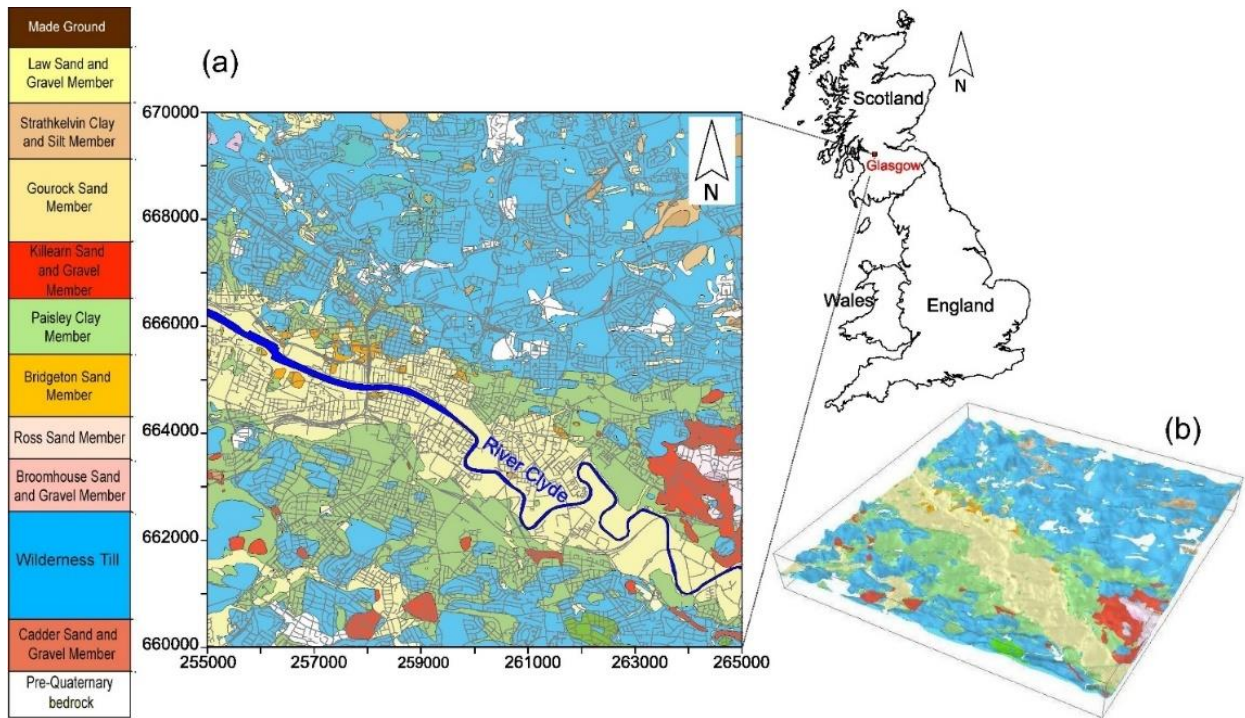 Made Ground
Law Sand and
Gravel Member
Strathkelvin Clay
and Silt Member
Gourock Sand
Member
Killearn Sand
and Gravel
Member
Paisley Clay
Member
Bridgeton Sand
Member
Ross Sand Member
Broomhouse Sand
and Gravel Member
Wilderness Till
Cadder Sand and
Gravel Member
Pre-Quaternary
bedrock
(a)
670000
668000
666000
664000
662000
660000
255000 257000 259000 261000 263000 265000
N
River Clyde
N
Scotland
Glasgow
Wales
England
(b)